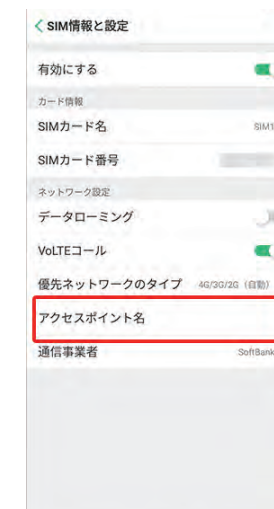 SIM情報と設定
有効にする
カード情報
SIMカード名 SIM1
SIMカード番号
ネットワーク設定
データローミング
VoLTEコール
優先ネットワークのタイプ 4G/3G/2G（自動）
アクセスポイント名
通信事業者 SoftBank